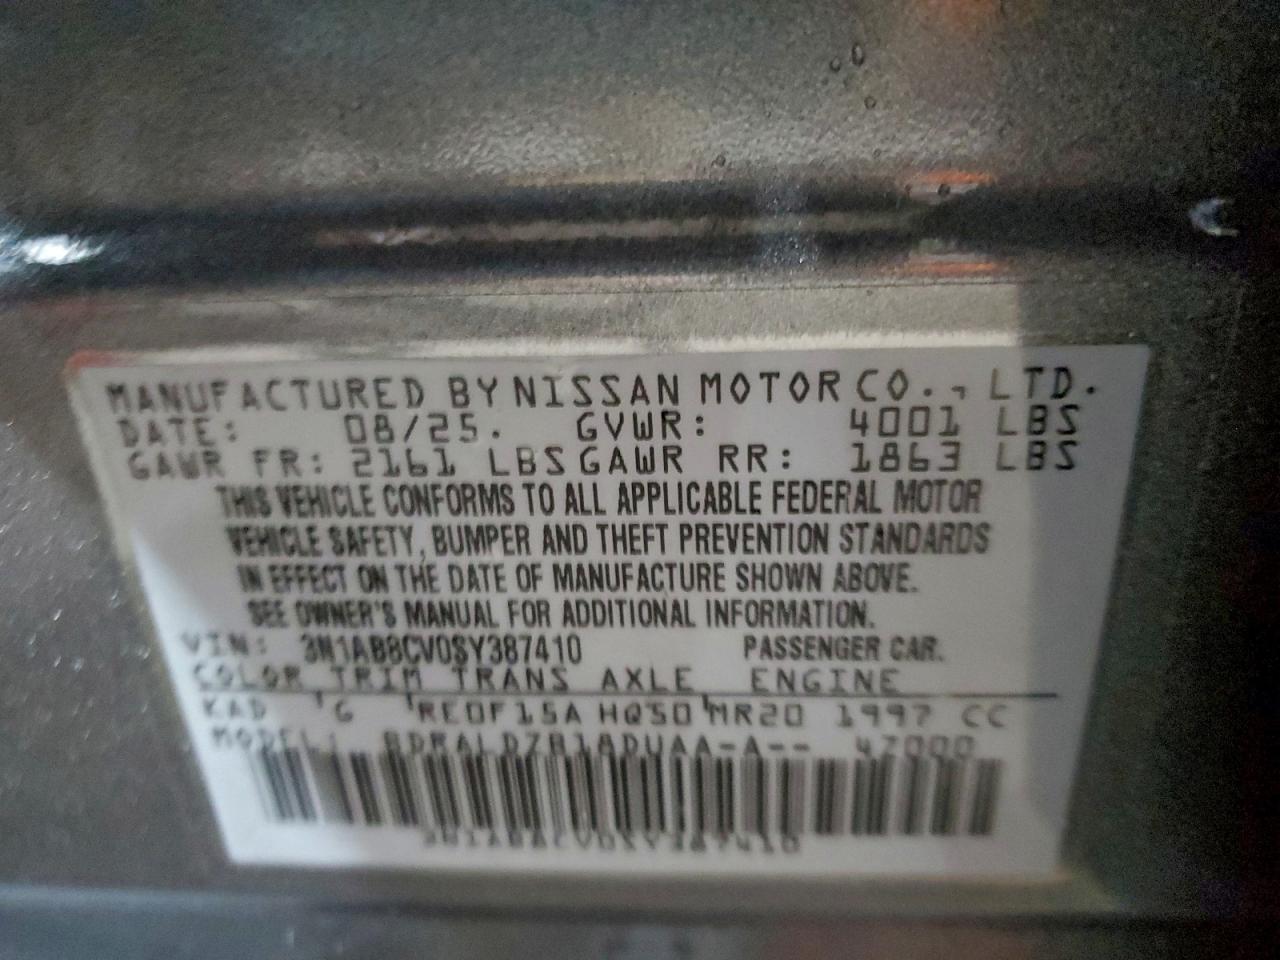 MANUFACTURED BY NISSAN MOTOR CO., LTD.
DATE: 08/25. GVWR: 4001 LBS
GAWR FR: 2161 LBS GAWR RR: 1863 LBS
THIS VEHICLE CONFORMS TO ALL APPLICABLE FEDERAL MOTOR
VEHICLE SAFETY, BUMPER AND THEFT PREVENTION STANDARDS
IN EFFECT ON THE DATE OF MANUFACTURE SHOWN ABOVE.
SEE OWNER'S MANUAL FOR ADDITIONAL INFORMATION.
VIN: 3N1AB8CV0SY387410 PASSENGER CAR.
COLOR TRIM TRANS AXLE ENGINE
KAD G RE0F15A HQ50 MR20 1997 CC
MODEL: 47000
3N1AB8CV0SY387410